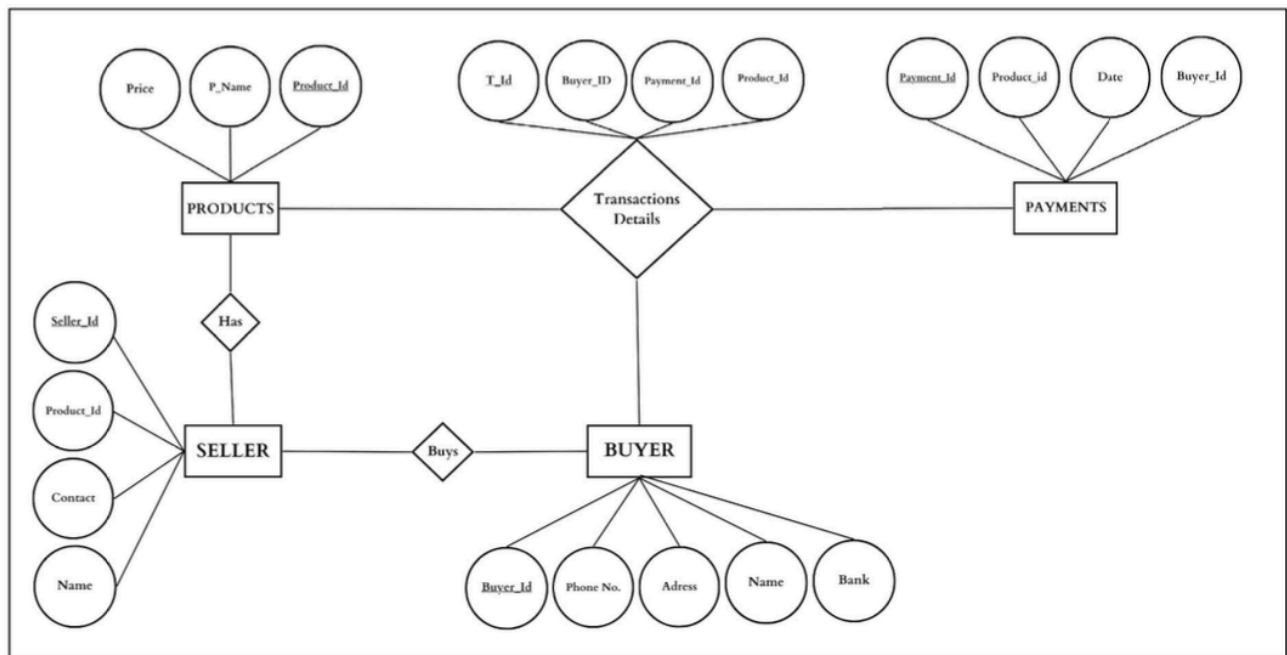 Price
P_Name
Product_Id
T_Id
Buyer_ID
Payment_Id
Product_Id
Payment_Id
Product_id
Date
Buyer_Id
PRODUCTS
Transactions
Details
PAYMENTS
Seller_Id
Has
Product_Id
SELLER
Buys
BUYER
Contact
Name
Buyer_Id
Phone No.
Adress
Name
Bank